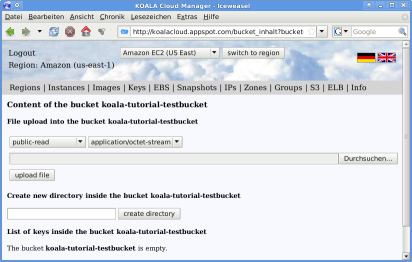 KOALA Cloud Manager - Iceweasel
Datei Bearbeiten Ansicht Chronik Lesezeichen Extras Hilfe
http://koalacloud.appspot.com/bucket_inhalt?bucket Google
Logout Amazon EC2 (US East) switch to region
Region: Amazon (us-east-1)
Regions | Instances | Images | Keys | EBS | Snapshots | IPs | Zones | Groups | S3 | ELB | Info
Content of the bucket koala-tutorial-testbucket
File upload into the bucket koala-tutorial-testbucket
public-read application/octet-stream
Durchsuchen...
upload file
Create new directory inside the bucket koala-tutorial-testbucket
create directory
List of keys inside the bucket koala-tutorial-testbucket
The bucket koala-tutorial-testbucket is empty.